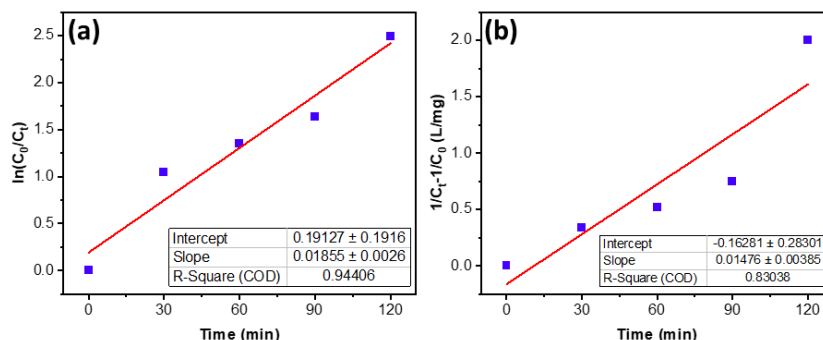 (a)
ln(C₀/Cₜ)
2.5
2.0
1.5
1.0
0.5
0.0
Intercept 0.19127 ± 0.1916
Slope 0.01855 ± 0.0026
R-Square (COD) 0.94406
0 30 60 90 120
Time (min)
(b)
1/Cₜ-1/C₀ (L/mg)
2.0
1.5
1.0
0.5
0.0
Intercept -0.16281 ± 0.28301
Slope 0.01476 ± 0.00385
R-Square (COD) 0.83038
0 30 60 90 120
Time (min)